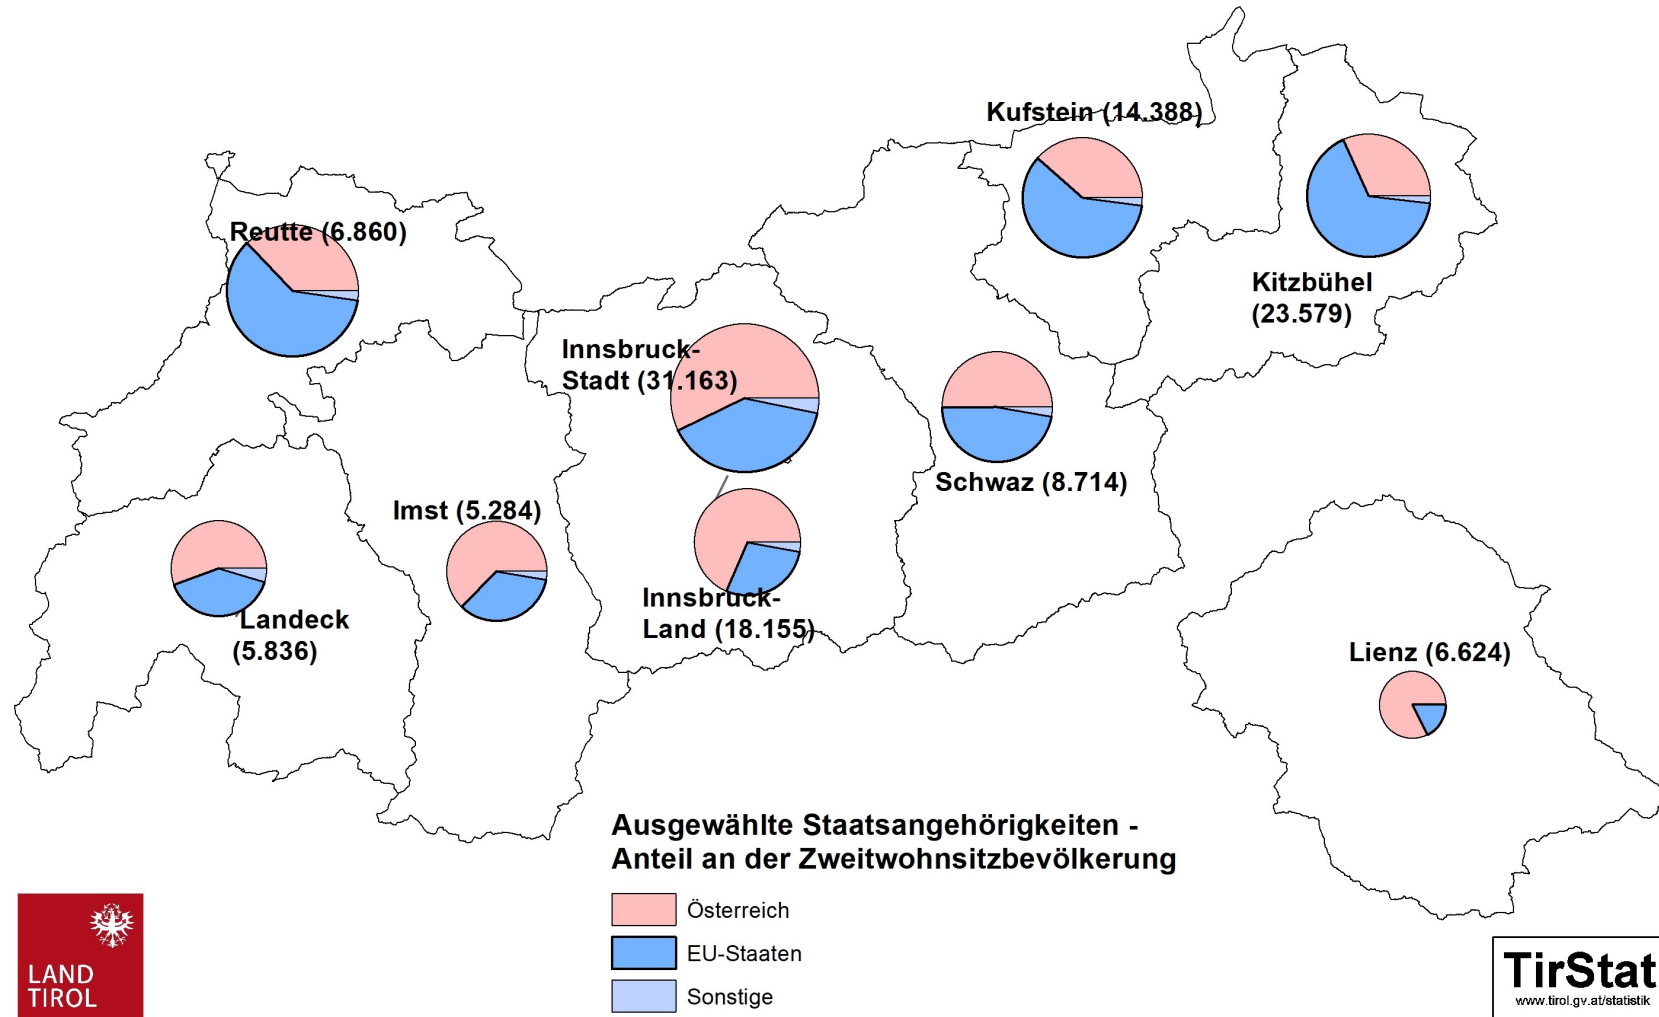 Kufstein (14.388)
Reutte (6.860)
Kitzbühel
(23.579)
Innsbruck-
Stadt (31.163)
Schwaz (8.714)
Imst (5.284)
Innsbruck-
Land (18.155)
Landeck
(5.836)
Lienz (6.624)
Ausgewählte Staatsangehörigkeiten -
Anteil an der Zweitwohnsitzbevölkerung
Österreich
EU-Staaten
Sonstige
LAND
TIROL
TirStat
www.tirol.gv.at/statistik